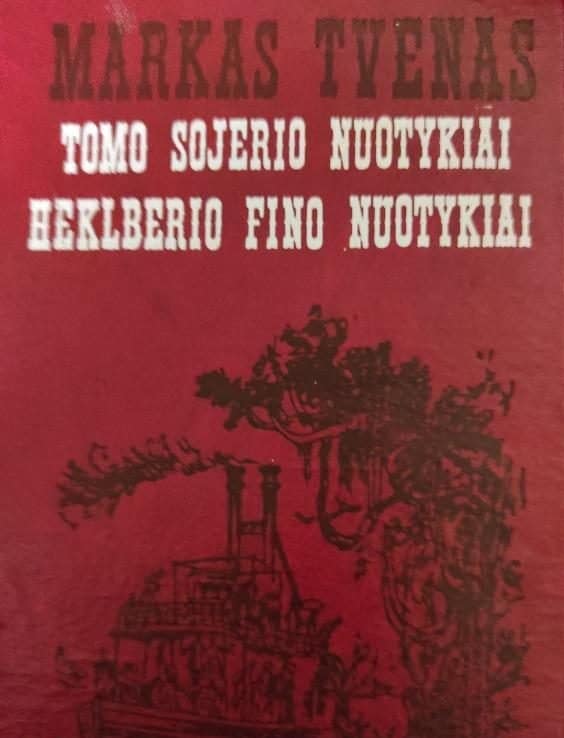 MARKAS TVENAS
TOMO SOJERIO NUOTYKIAI
HEKLBERIO FINO NUOTYKIAI